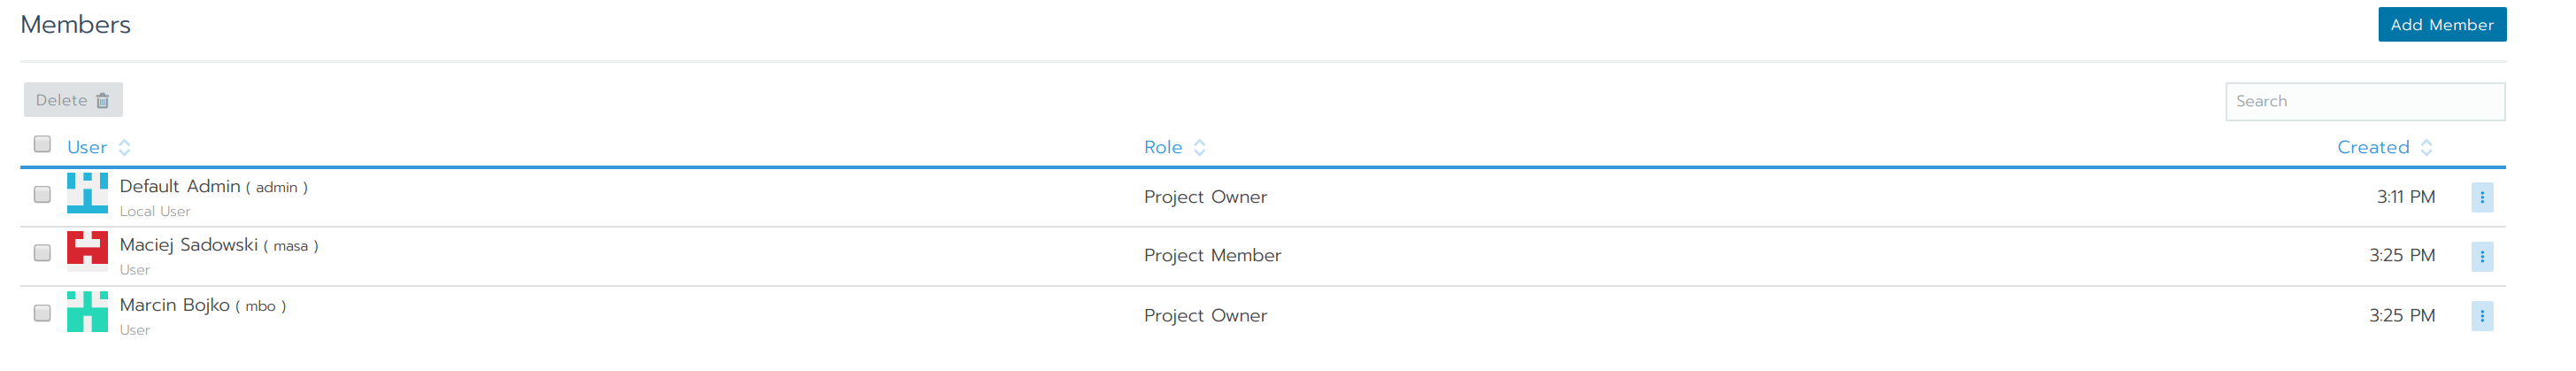 Members
Add Member
Delete
Search
User Role Created
Default Admin ( admin )
Local User
Project Owner
3:11 PM
Maciej Sadowski ( masa )
User
Project Member
3:25 PM
Marcin Bojko ( mbo )
User
Project Owner
3:25 PM